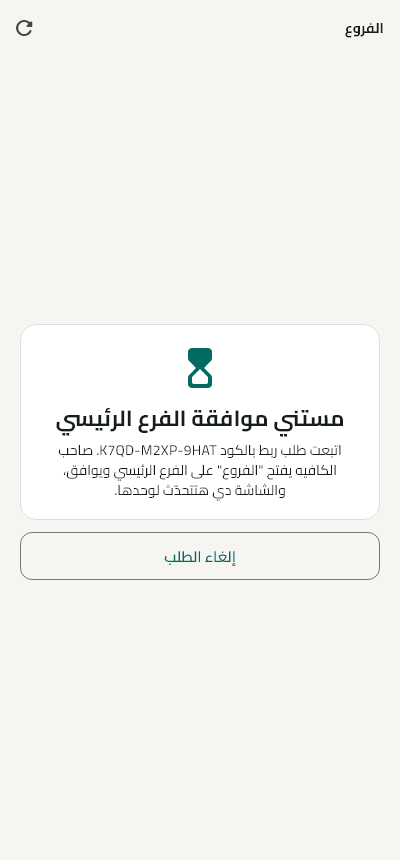 الفروع
مستني موافقة الفرع الرئيسي
اتبعت طلب ربط بالكود K7QD-M2XP-9HAT. صاحب
الكافيه يفتح "الفروع" على الفرع الرئيسي ويوافق،
والشاشة دي هتتحدّث لوحدها.
إلغاء الطلب